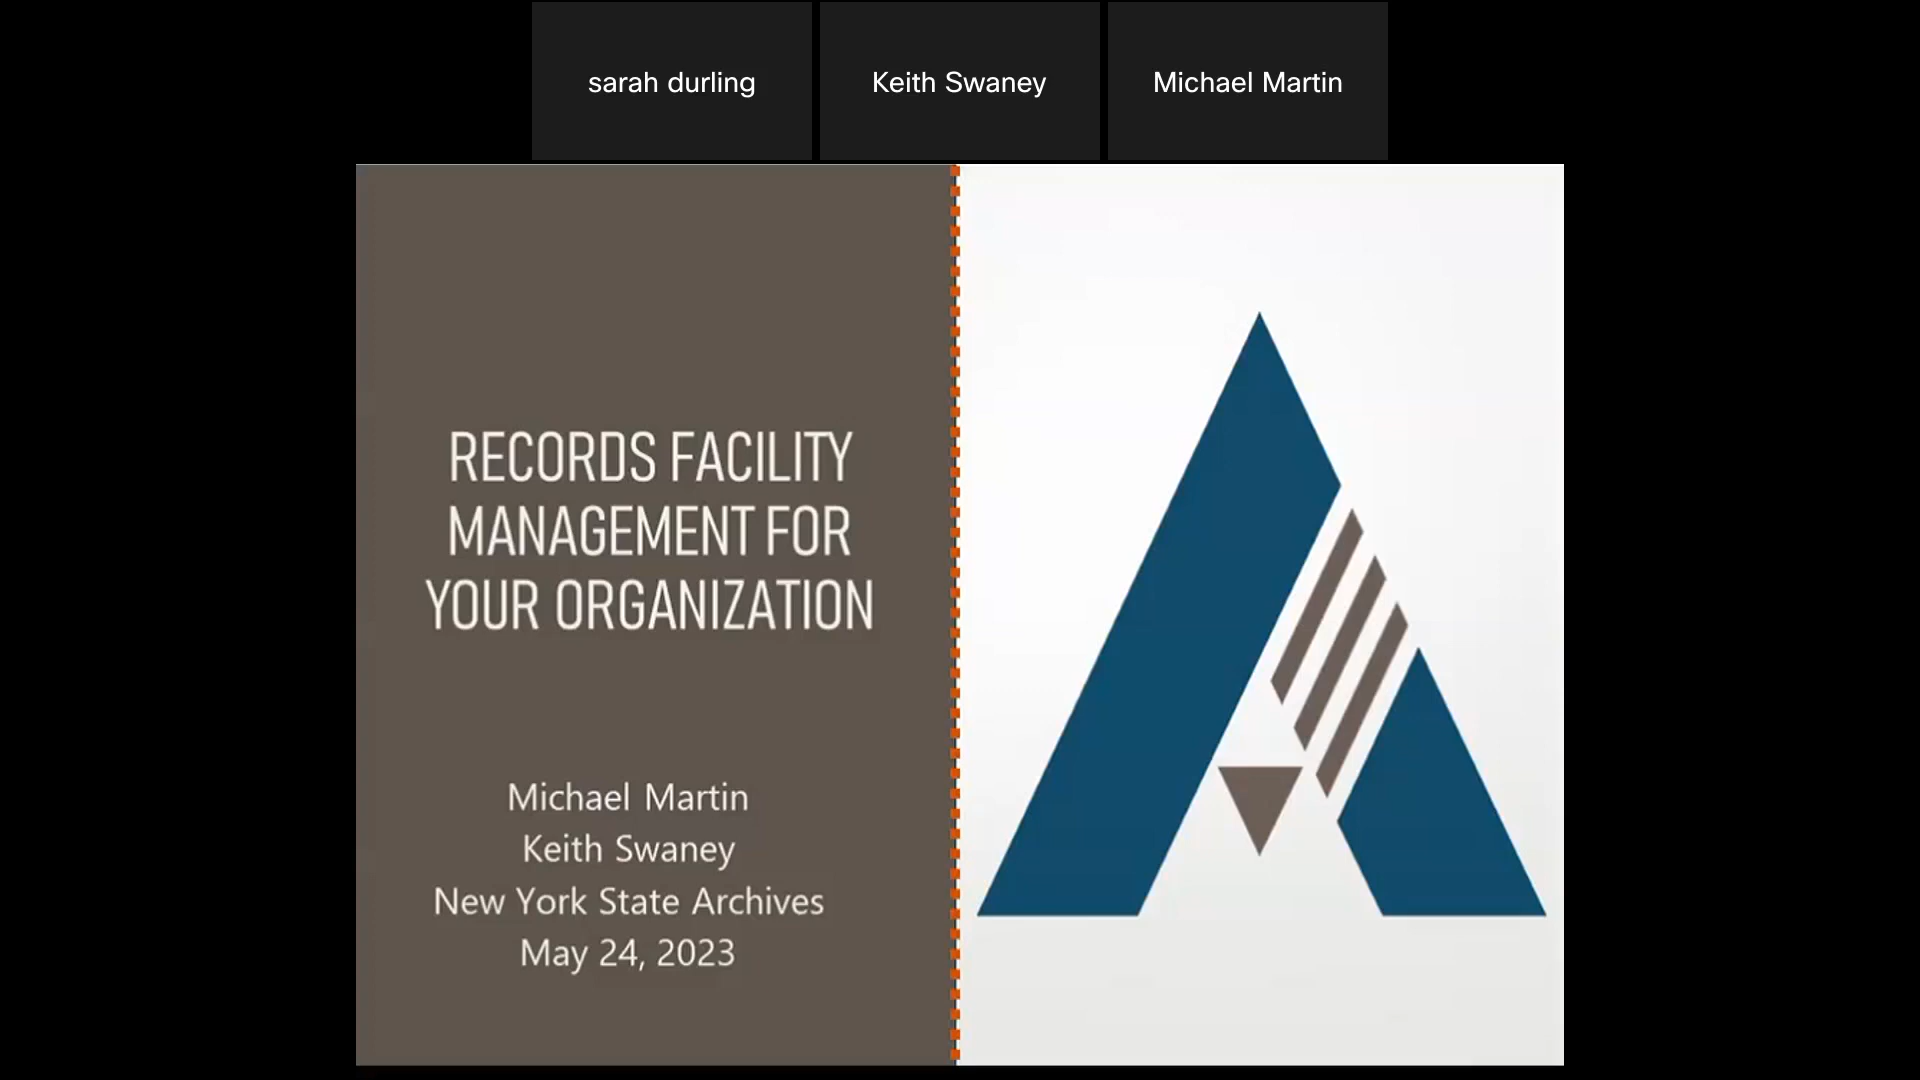 sarah durling
Keith Swaney
Michael Martin
RECORDS FACILITY
MANAGEMENT FOR
YOUR ORGANIZATION
Michael Martin
Keith Swaney
New York State Archives
May 24, 2023